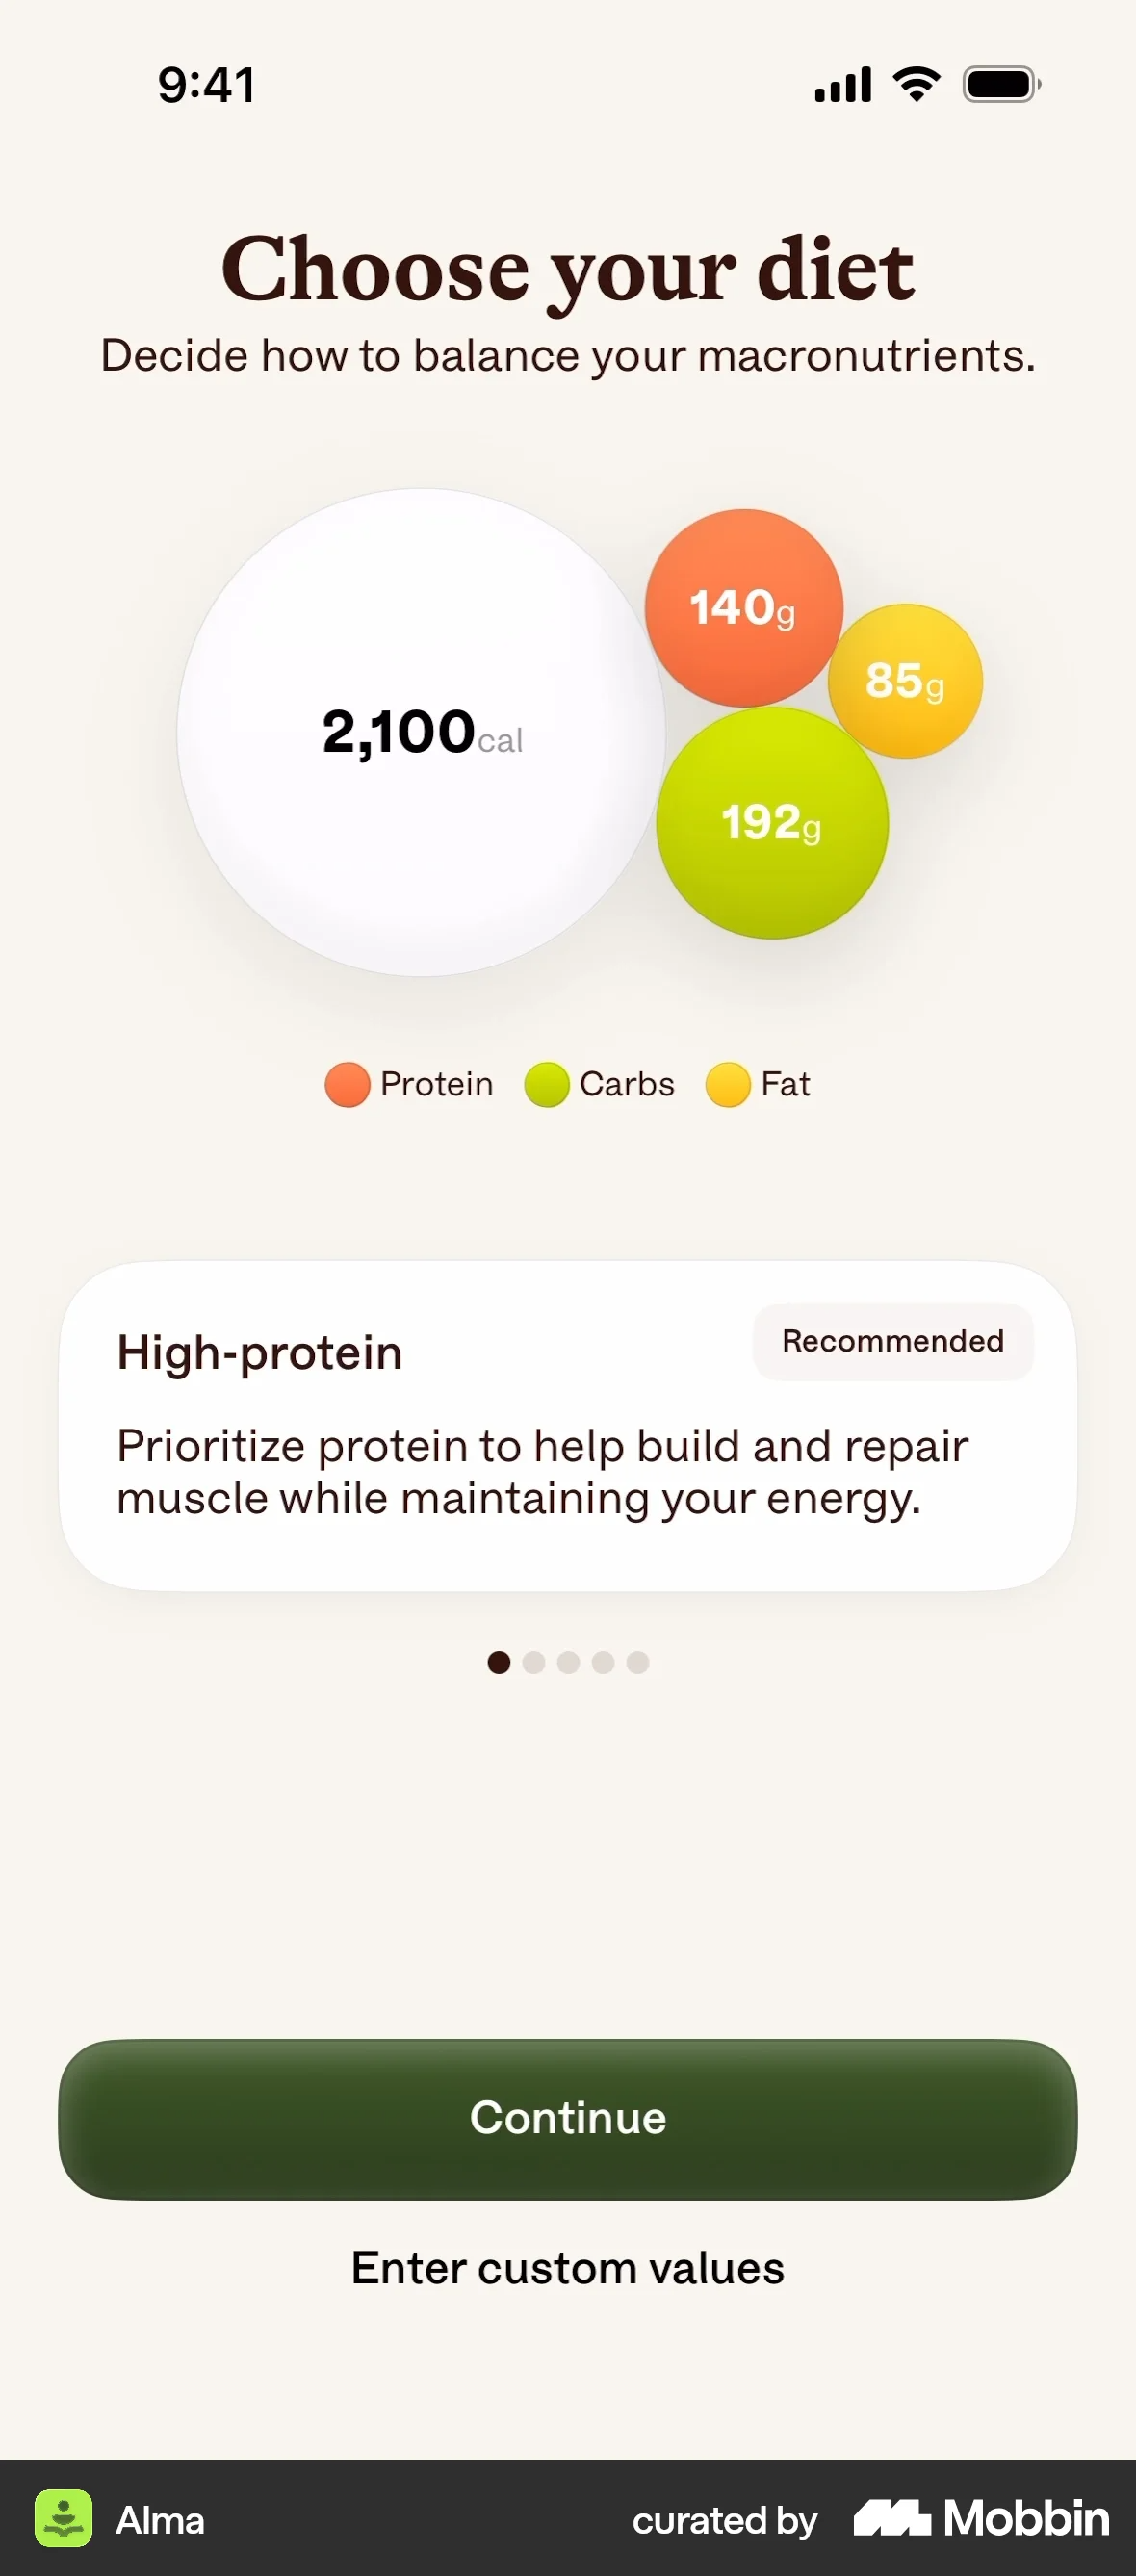 9:41
Choose your diet
Decide how to balance your macronutrients.
2,100cal
140g
85g
192g
Protein Carbs Fat
High-protein
Recommended
Prioritize protein to help build and repair
muscle while maintaining your energy.
Continue
Enter custom values
Alma
curated by Mobbin